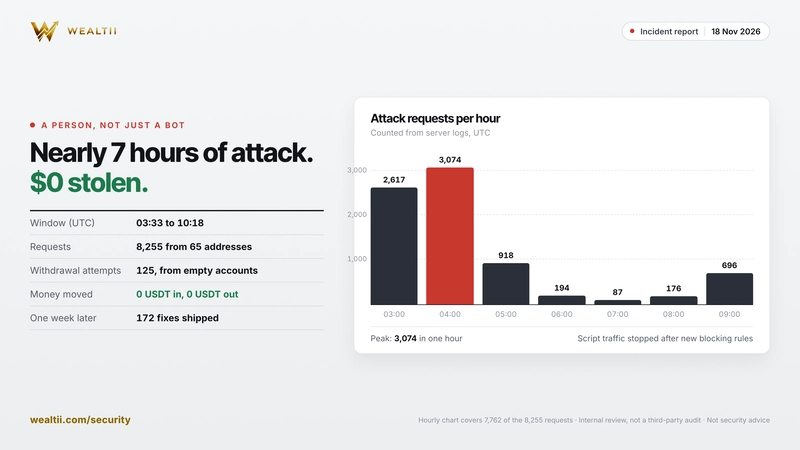 WEALTII
Incident report | 18 Nov 2026
A PERSON, NOT JUST A BOT
Nearly 7 hours of attack.
$0 stolen.
Window (UTC) 03:33 to 10:18
Requests 8,255 from 65 addresses
Withdrawal attempts 125, from empty accounts
Money moved 0 USDT in, 0 USDT out
One week later 172 fixes shipped
Attack requests per hour
Counted from server logs, UTC
3,000
2,000
1,000
2,617
3,074
918
194
87
176
696
03:00 04:00 05:00 06:00 07:00 08:00 09:00
Peak: 3,074 in one hour
Script traffic stopped after new blocking rules
wealtii.com/security
Hourly chart covers 7,762 of the 8,255 requests · Internal review, not a third-party audit · Not security advice